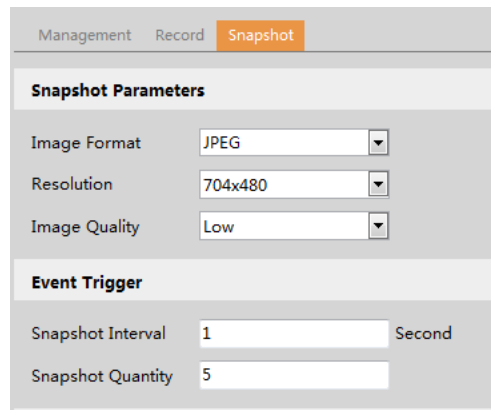 Management Record Snapshot
Snapshot Parameters
Image Format JPEG
Resolution 704x480
Image Quality Low
Event Trigger
Snapshot Interval 1 Second
Snapshot Quantity 5